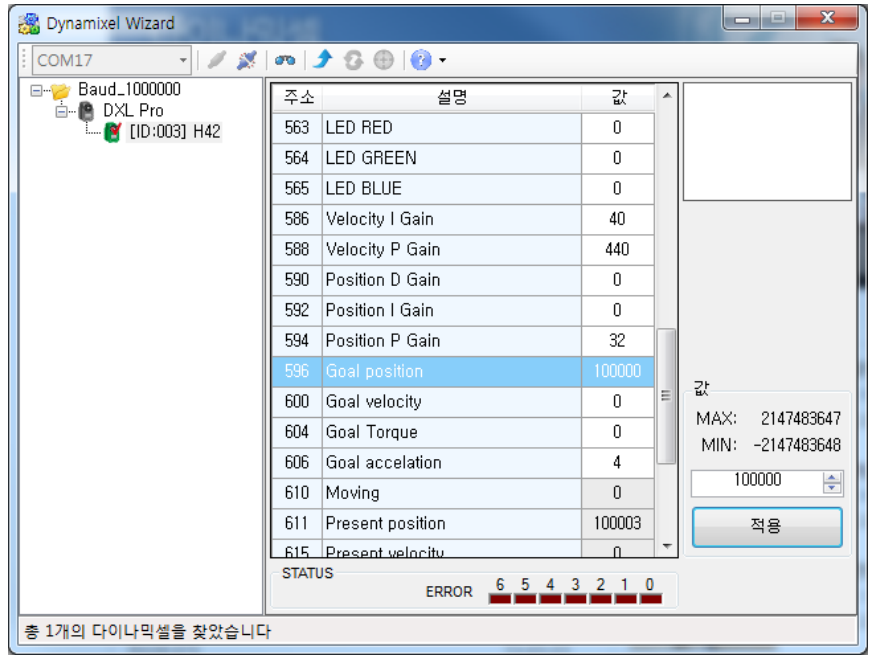 Dynamixel Wizard
COM17
Baud_1000000
DXL Pro
[ID:003] H42
주소 설명 값
563 LED RED 0
564 LED GREEN 0
565 LED BLUE 0
586 Velocity I Gain 40
588 Velocity P Gain 440
590 Position D Gain 0
592 Position I Gain 0
594 Position P Gain 32
596 Goal position 100000
600 Goal velocity 0
604 Goal Torque 0
606 Goal accelation 4
610 Moving 0
611 Present position 100003
615 Present velocity 0
값
MAX: 2147483647
MIN: -2147483648
100000
적용
STATUS
ERROR 6 5 4 3 2 1 0
총 1개의 다이나믹셀을 찾았습니다